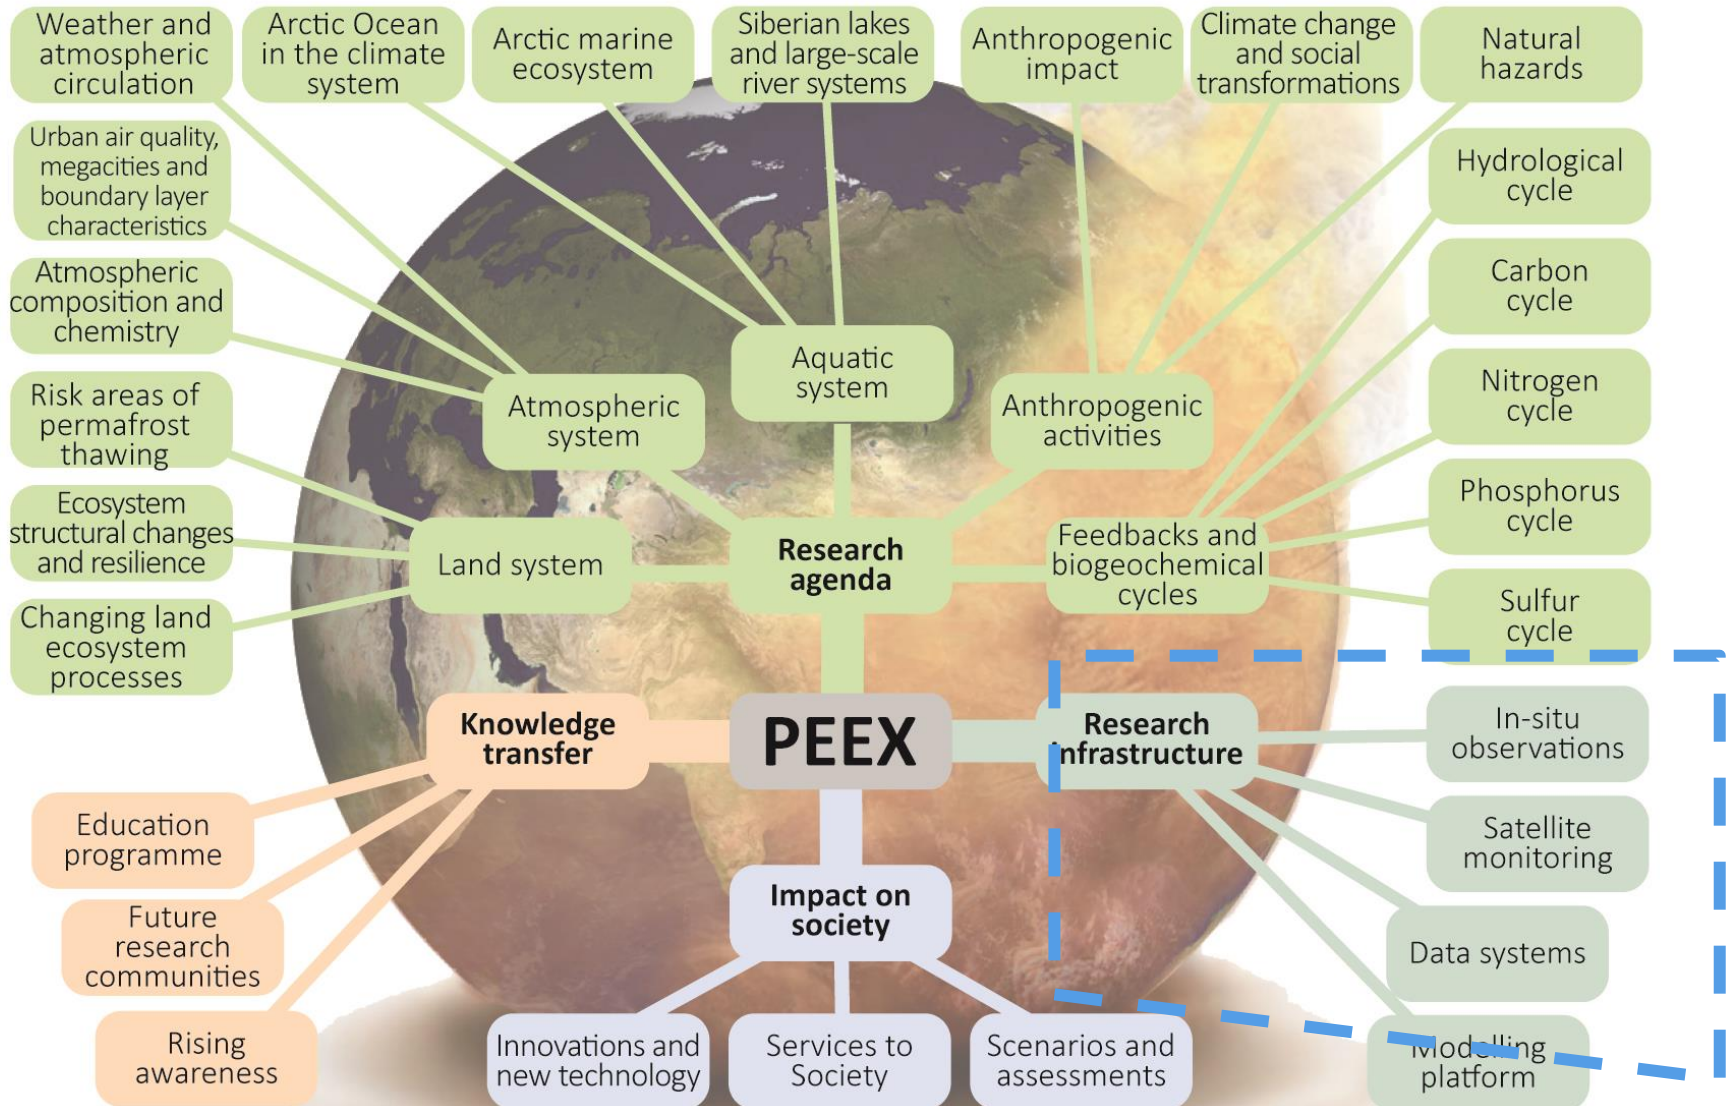 Weather and
atmospheric
circulation
Arctic Ocean
in the climate
system
Arctic marine
ecosystem
Siberian lakes
and large-scale
river systems
Anthropogenic
impact
Climate change
and social
transformations
Natural
hazards
Urban air quality,
megacities and
boundary layer
characteristics
Hydrological
cycle
Atmospheric
composition and
chemistry
Carbon
cycle
Risk areas of
permafrost
thawing
Atmospheric
system
Aquatic
system
Anthropogenic
activities
Nitrogen
cycle
Ecosystem
structural changes
and resilience
Phosphorus
cycle
Land system
Research
agenda
Feedbacks and
biogeochemical
cycles
Changing land
ecosystem
processes
Sulfur
cycle
Knowledge
transfer
PEEX
Research
infrastructure
In-situ
observations
Education
programme
Satellite
monitoring
Future
research
communities
Impact on
society
Data systems
Rising
awareness
Innovations and
new technology
Services to
Society
Scenarios and
assessments
Modelling
platform